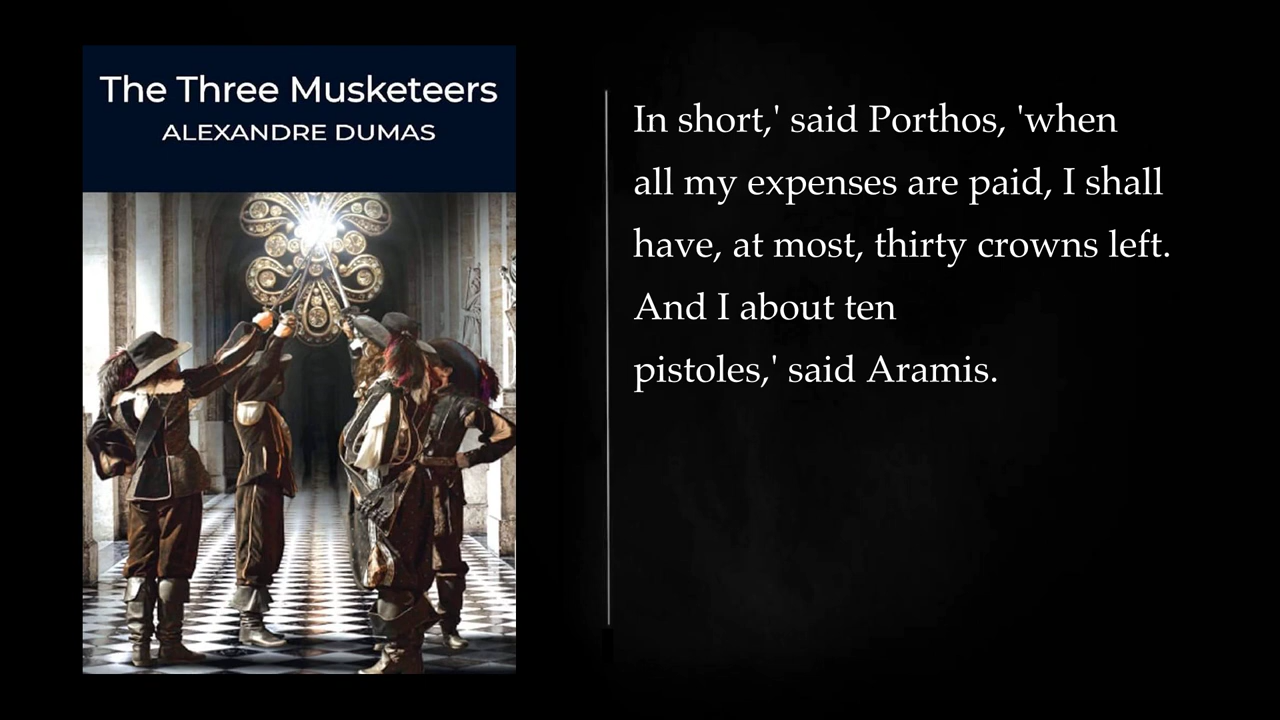 The Three Musketeers
ALEXANDRE DUMAS
In short,' said Porthos, 'when
all my expenses are paid, I shall
have, at most, thirty crowns left.
And I about ten
pistoles,' said Aramis.